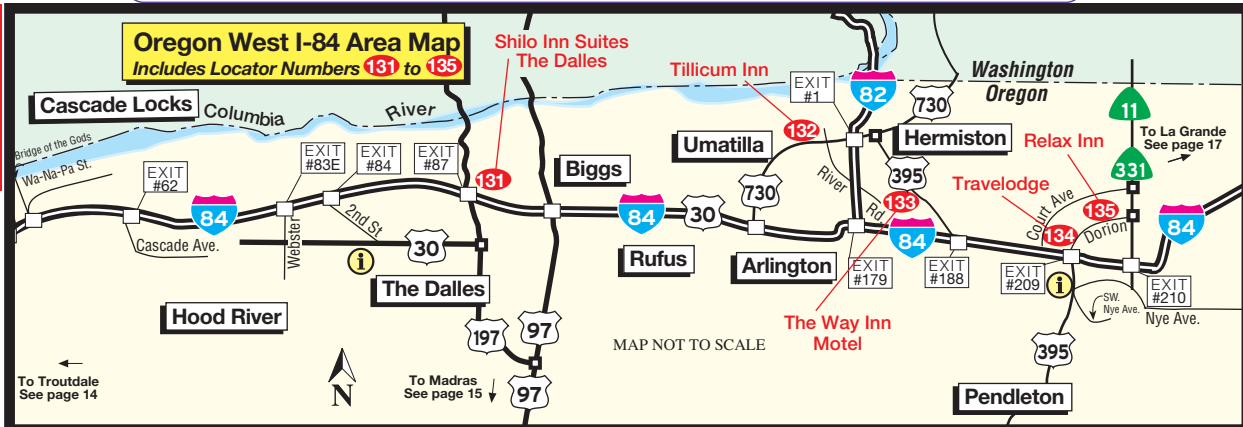 Oregon West I-84 Area Map
Includes Locator Numbers 131 to 135
Shilo Inn Suites
The Dalles
Tillicum Inn
EXIT
#1
82
730
Washington
Oregon
11
To La Grande
See page 17
331
Cascade Locks
Columbia
River
132
Umatilla
Hermiston
Relax Inn
Bridge of the Gods
Wa-Na-Pa St.
EXIT
#62
EXIT
#83E
EXIT
#84
EXIT
#87
131
Biggs
730
River
Rd
395
133
Travelodge
Court Ave
135
134
Dorion
84
84
Cascade Ave.
Webster
2nd St
30
i
84
30
Rufus
Arlington
84
EXIT
#179
EXIT
#188
EXIT
#209
i
EXIT
#210
SW.
Nye Ave.
Nye Ave.
The Dalles
Hood River
197
97
MAP NOT TO SCALE
The Way Inn
Motel
395
To Troutdale
See page 14
N
To Madras
See page 15
97
Pendleton